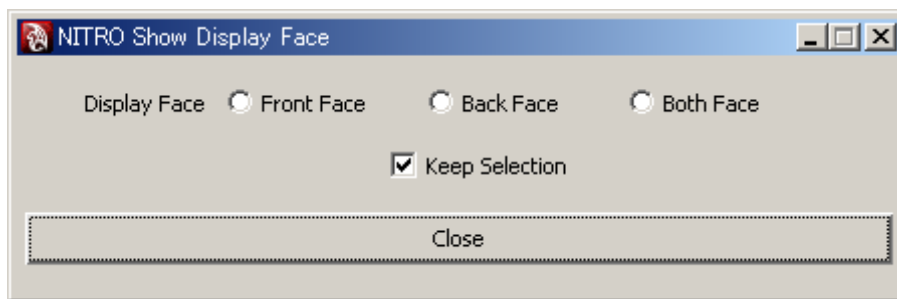 NITRO Show Display Face
Display Face Front Face Back Face Both Face
Keep Selection
Close